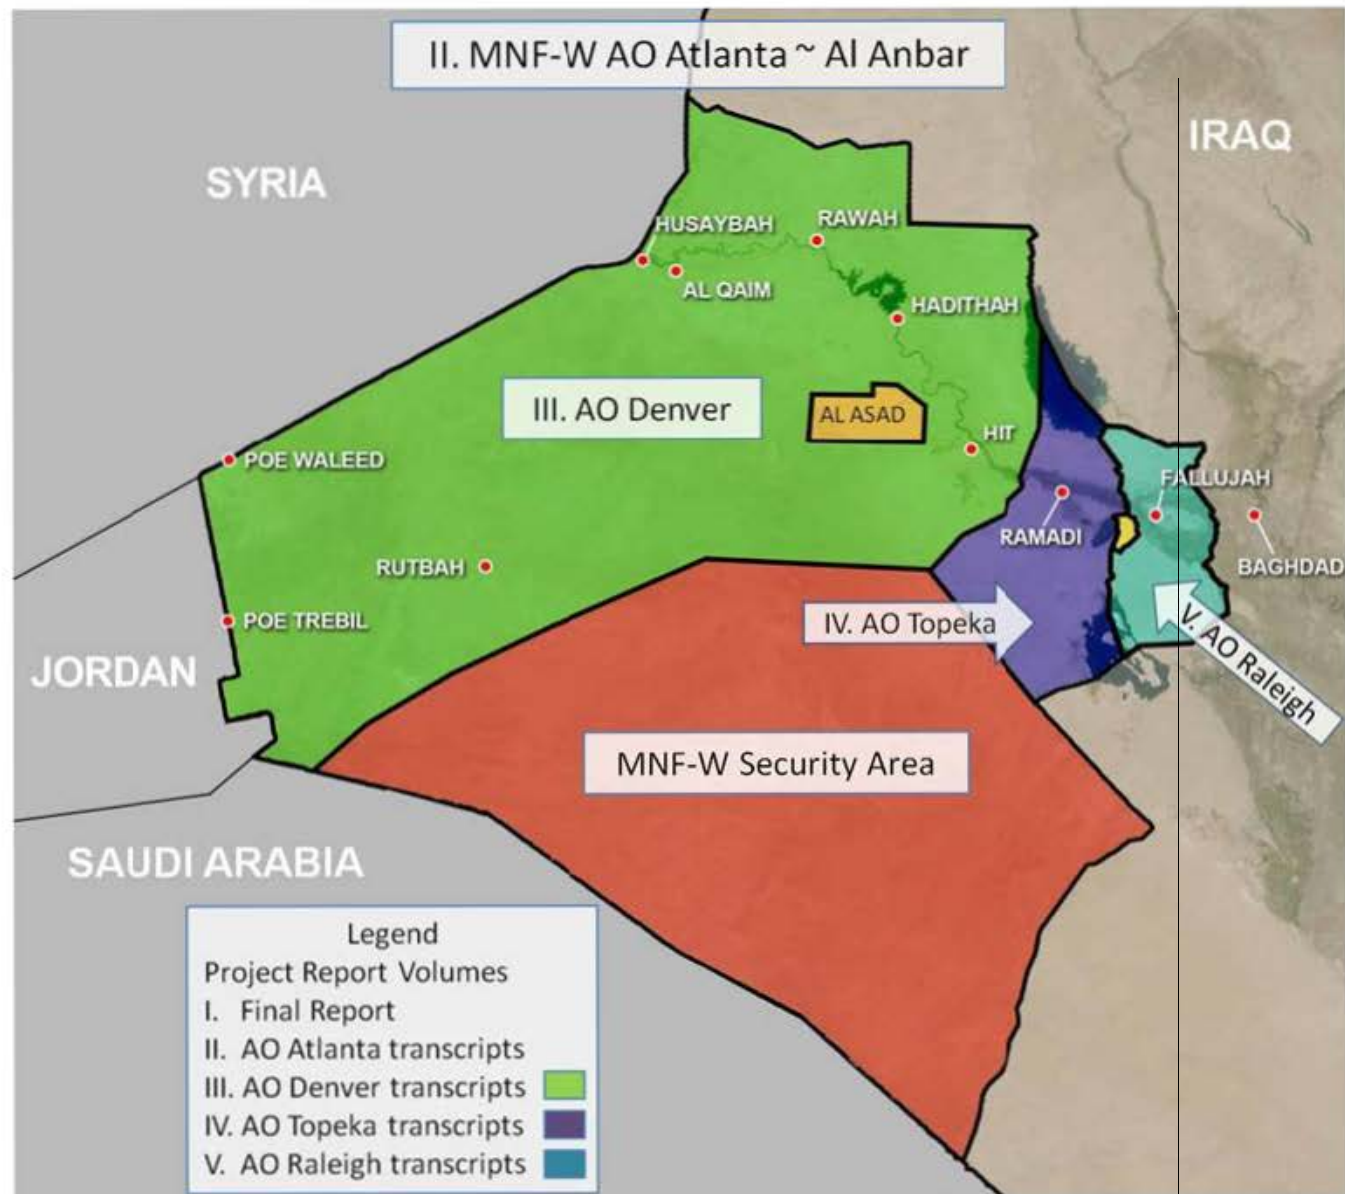 II. MNF-W AO Atlanta ~ Al Anbar
IRAQ
SYRIA
HUSAYBAH
RAWAH
AL QAIM
HADITHAH
III. AO Denver
AL ASAD
HIT
POE WALEED
FALLUJAH
RAMADI
BAGHDAD
RUTBAH
POE TREBIL
IV. AO Topeka
V. AO Raleigh
JORDAN
MNF-W Security Area
SAUDI ARABIA
Legend
Project Report Volumes
I. Final Report
II. AO Atlanta transcripts
III. AO Denver transcripts
IV. AO Topeka transcripts
V. AO Raleigh transcripts